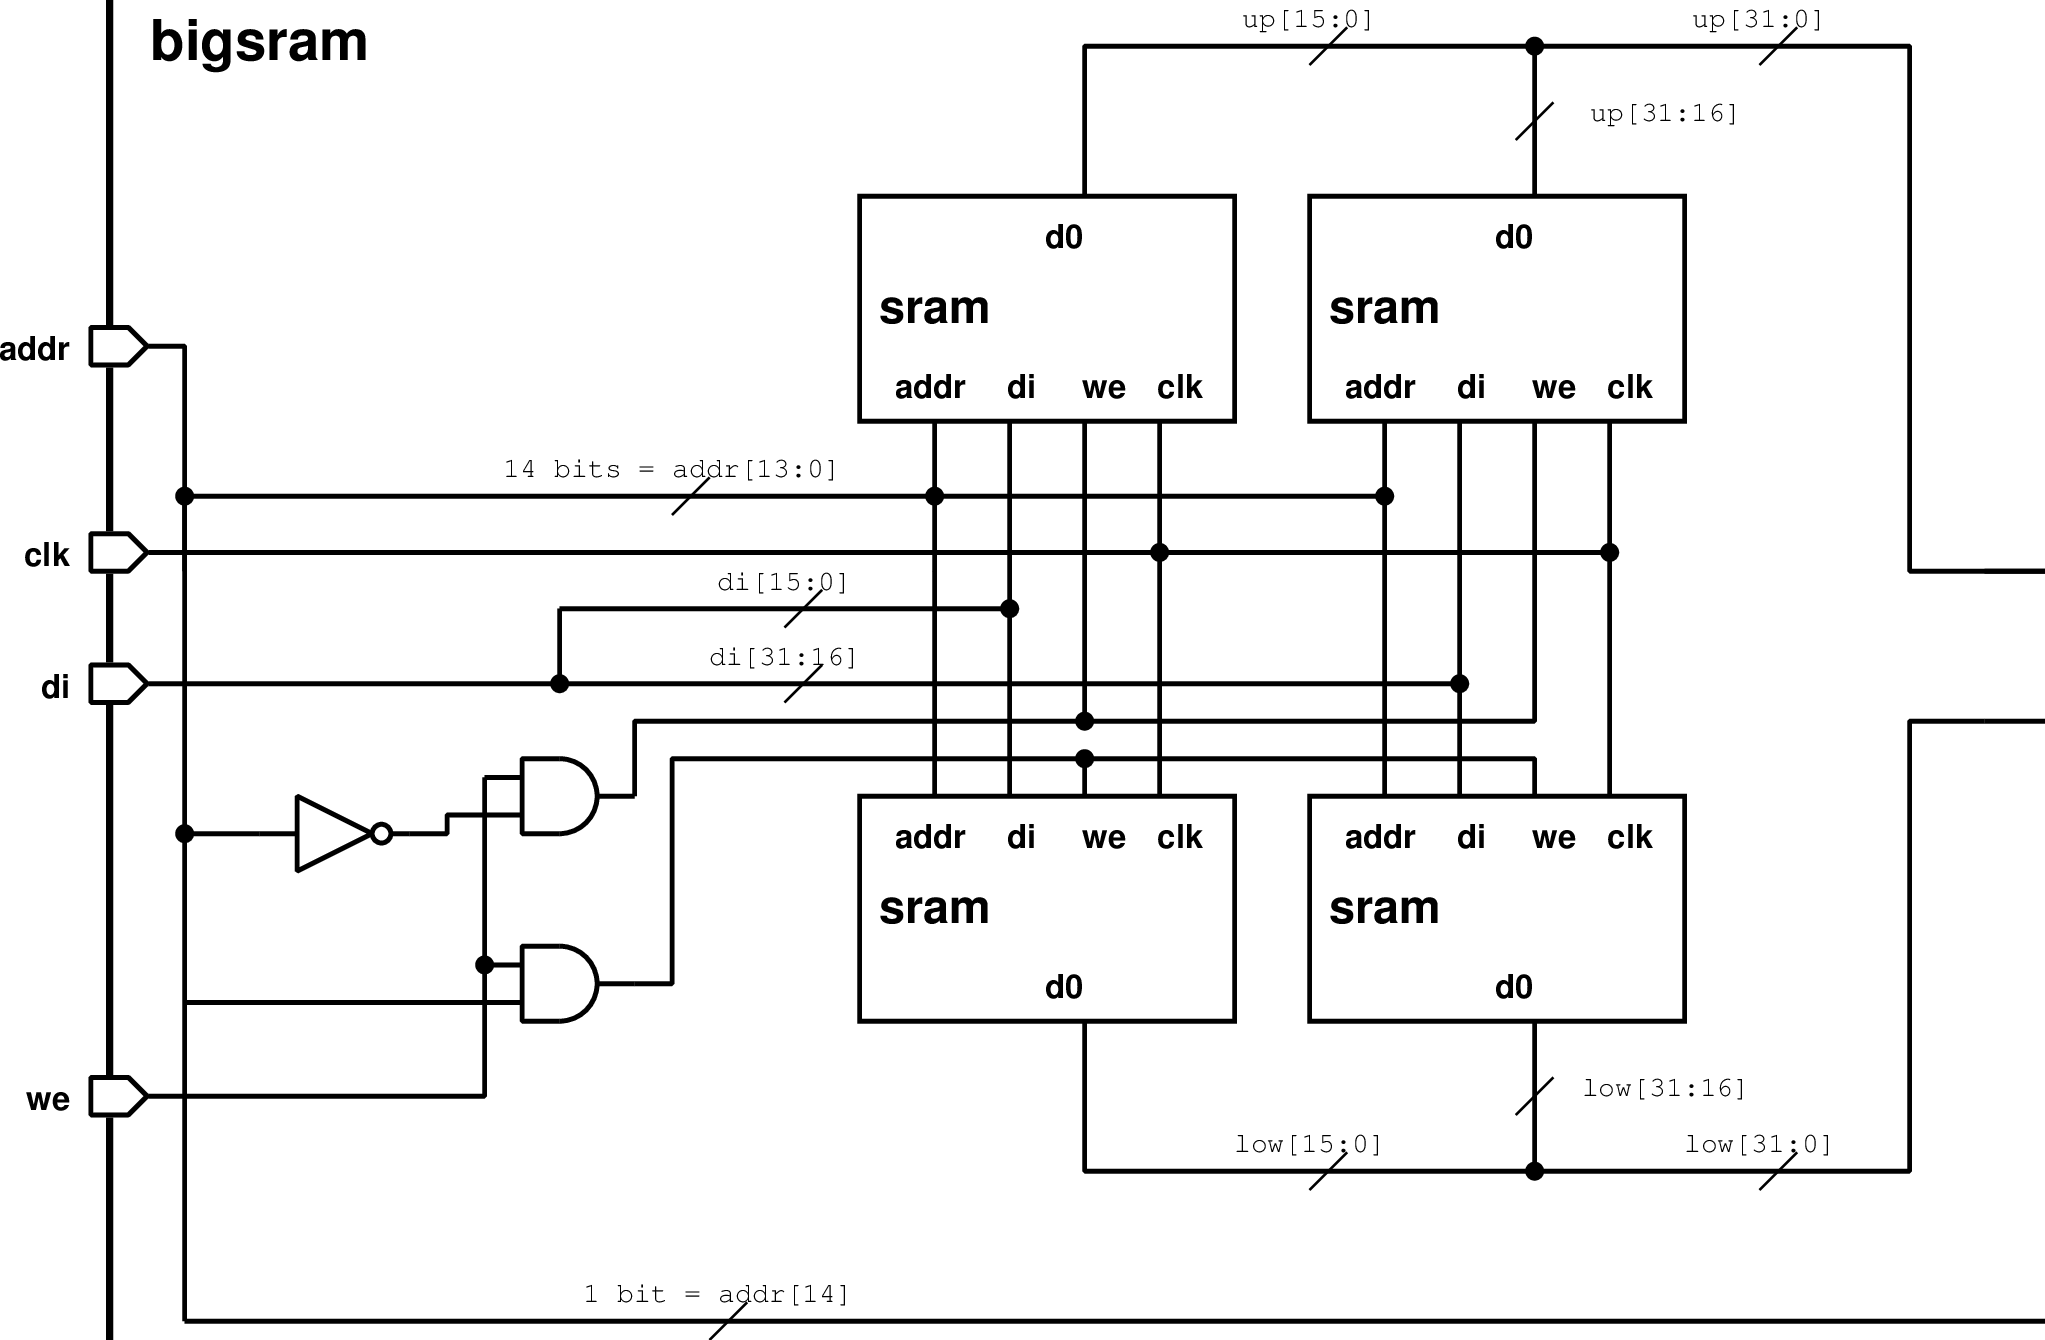 bigsram
up[15:0]
up[31:0]
up[31:16]
d0
d0
sram
sram
addr
addr di we clk
addr di we clk
14 bits = addr[13:0]
clk
di[15:0]
di[31:16]
di
addr di we clk
addr di we clk
sram
sram
d0
d0
we
low[31:16]
low[15:0]
low[31:0]
1 bit = addr[14]